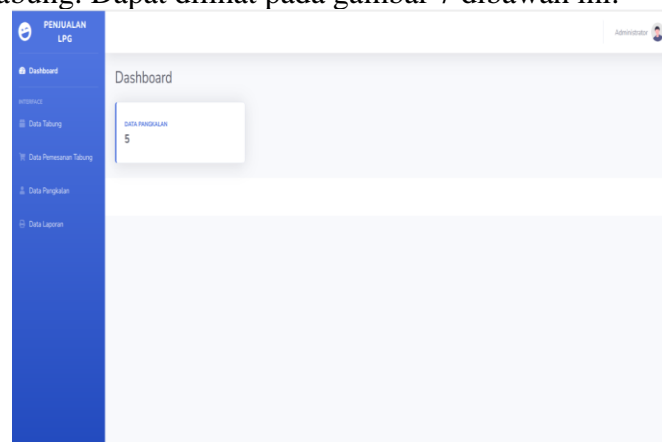 abung. Dapat dilihat pada gambar 7 dibawah ini.
PENJUALAN
LPG
Administrator
Dashboard
Dashboard
INTERFACE
Data Tabung
DATA PANGKALAN
5
Data Pemesanan Tabung
Data Pangkalan
Data Laporan